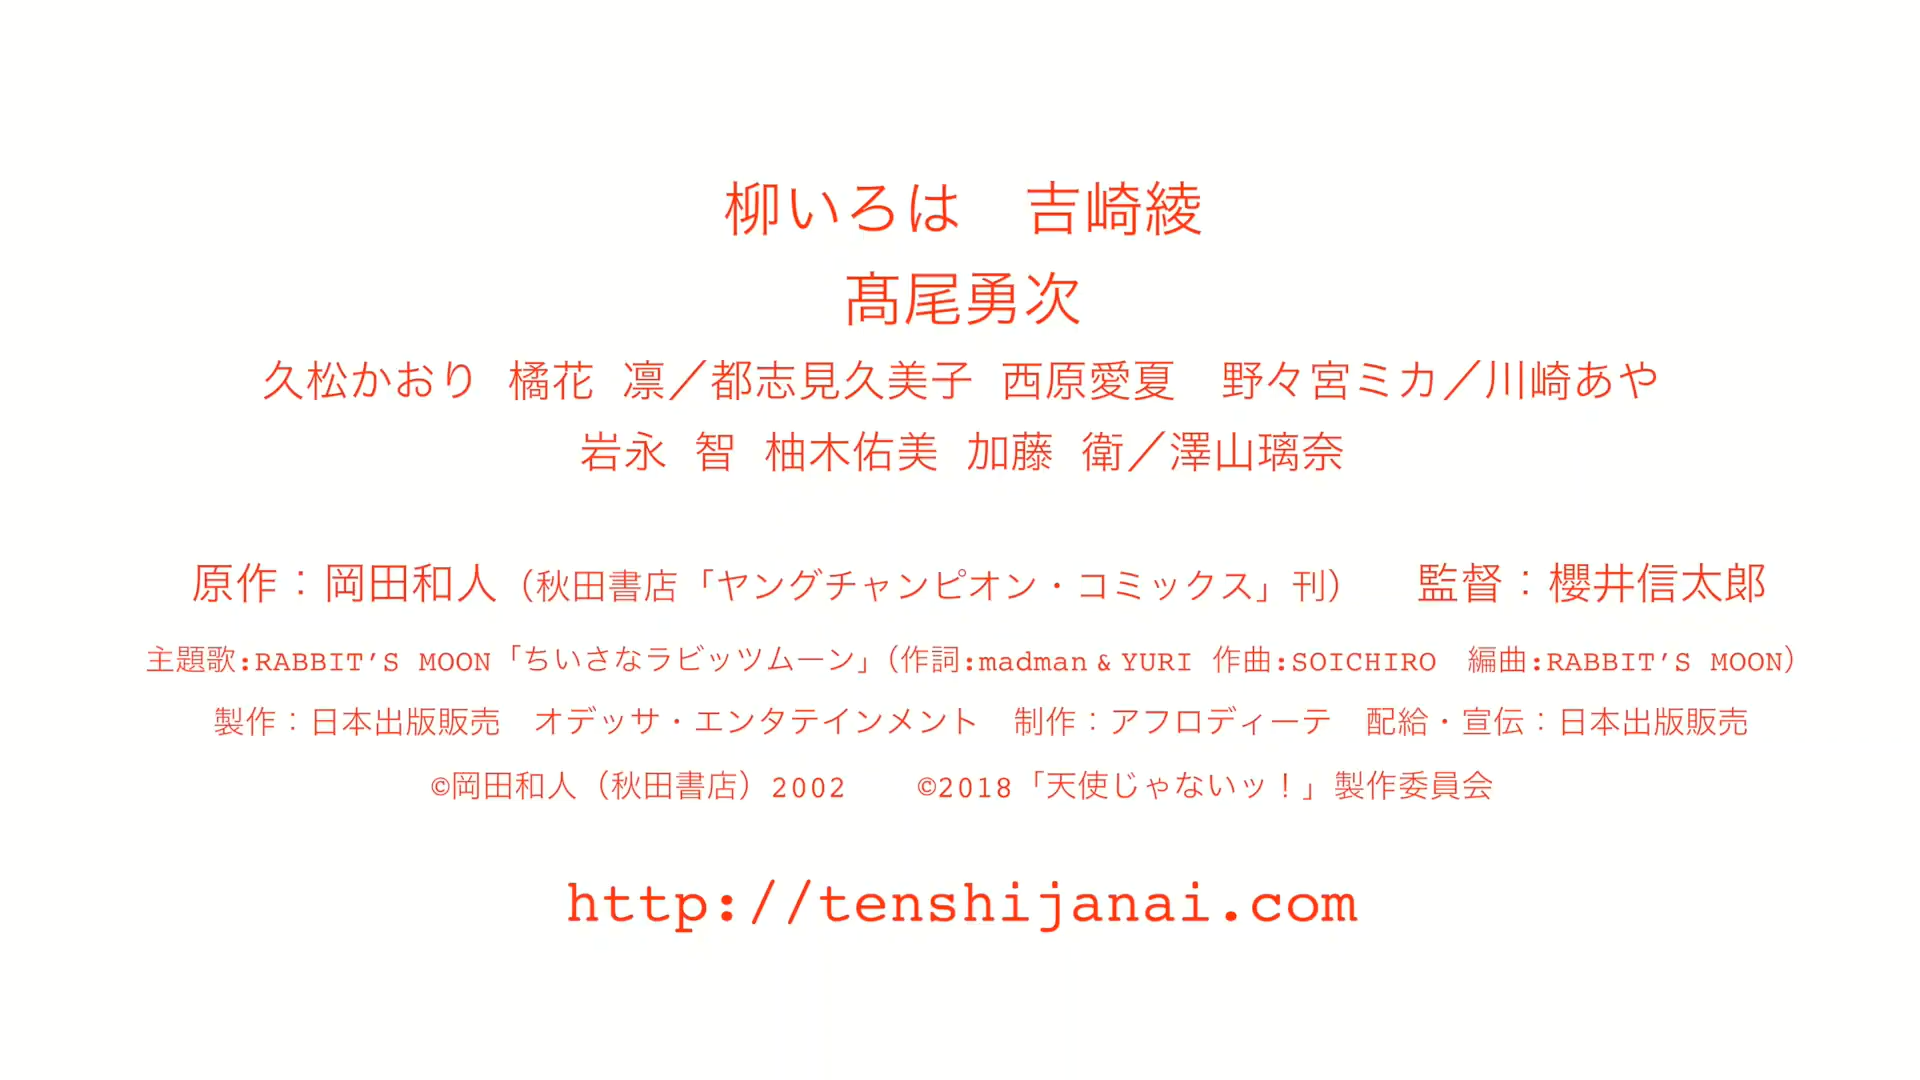 柳いろは　吉崎綾
髙尾勇次
久松かおり 橘花 凛／都志見久美子 西原愛夏　野々宮ミカ／川崎あや
岩永 智 柚木佑美 加藤 衛／澤山璃奈
原作：岡田和人（秋田書店「ヤングチャンピオン・コミックス」刊）　監督：櫻井信太郎
主題歌:RABBIT’S MOON「ちいさなラビッツムーン」（作詞:madman & YURI 作曲:SOICHIRO　編曲:RABBIT’S MOON）
製作：日本出版販売　オデッサ・エンタテインメント　制作：アフロディーテ　配給・宣伝：日本出版販売
©岡田和人（秋田書店）2002　　©2018「天使じゃないッ！」製作委員会
http://tenshijanai.com